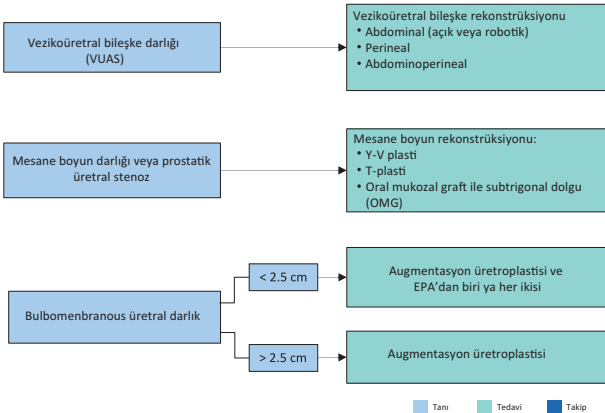 Vezikoüretral bileşke darlığı
(VUAS)
Vezikoüretral bileşke rekonstrüksiyonu
• Abdominal (açık veya robotik)
• Perineal
• Abdominoperineal
Mesane boyun darlığı veya prostatik
üretral stenoz
Mesane boyun rekonstrüksiyonu:
• Y-V plasti
• T-plasti
• Oral mukozal graft ile subtrigonal dolgu
(OMG)
Bulbomenbranous üretral darlık
< 2.5 cm
Augmentasyon üretroplastisi ve
EPA’dan biri ya her ikisi
> 2.5 cm
Augmentasyon üretroplastisi
Tanı
Tedavi
Takip